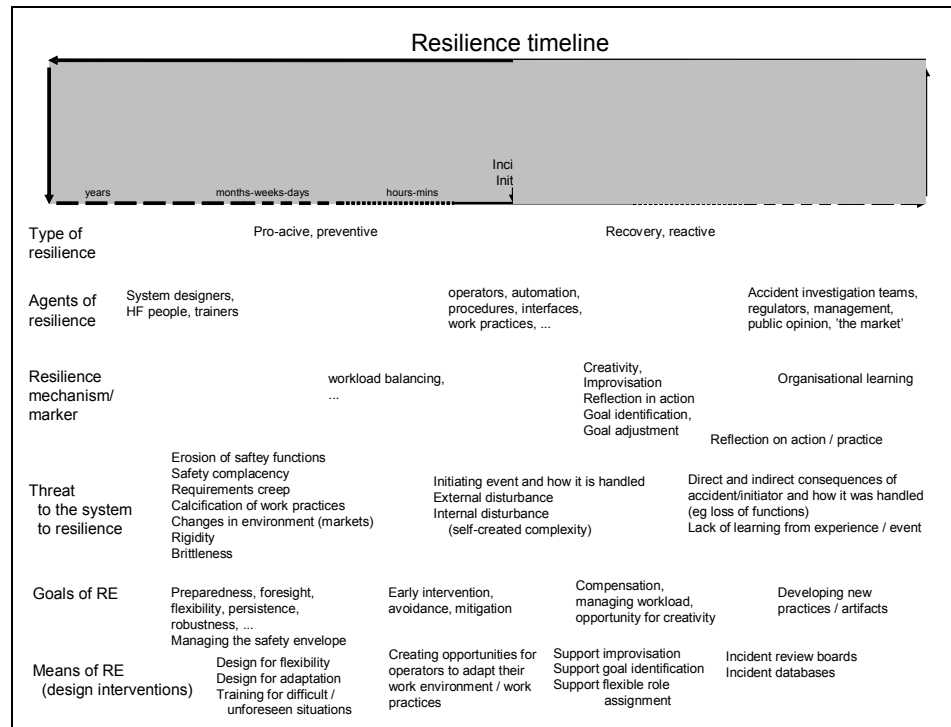 Resilience timeline
Inci
Init
years
months-weeks-days
hours-mins
Type of
resilience
Pro-acive, preventive
Recovery, reactive
Agents of
resilience
System designers,
HF people, trainers
operators, automation,
procedures, interfaces,
work practices, ...
Accident investigation teams,
regulators, management,
public opinion, 'the market'
Resilience
mechanism/
marker
workload balancing,
...
Creativity,
Improvisation
Reflection in action
Goal identification,
Goal adjustment
Organisational learning
Reflection on action / practice
Threat
to the system
to resilience
Erosion of saftey functions
Safety complacency
Requirements creep
Calcification of work practices
Changes in environment (markets)
Rigidity
Brittleness
Initiating event and how it is handled
External disturbance
Internal disturbance
(self-created complexity)
Direct and indirect consequences of
accident/initiator and how it was handled
(eg loss of functions)
Lack of learning from experience / event
Goals of RE
Preparedness, foresight,
flexibility, persistence,
robustness, ...
Managing the safety envelope
Early intervention,
avoidance, mitigation
Compensation,
managing workload,
opportunity for creativity
Developing new
practices / artifacts
Means of RE
(design interventions)
Design for flexibility
Design for adaptation
Training for difficult /
unforeseen situations
Creating opportunities for
operators to adapt their
work environment / work
practices
Support improvisation
Support goal identification
Support flexible role
assignment
Incident review boards
Incident databases